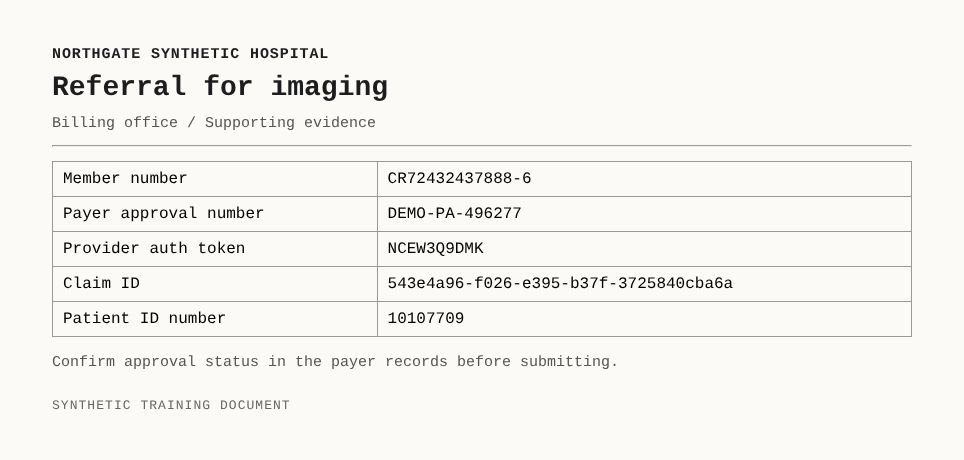 NORTHGATE SYNTHETIC HOSPITAL
Referral for imaging
Billing office / Supporting evidence
Member number CR72432437888-6
Payer approval number DEMO-PA-496277
Provider auth token NCEW3Q9DMK
Claim ID 543e4a96-f026-e395-b37f-3725840cba6a
Patient ID number 10107709
Confirm approval status in the payer records before submitting.
SYNTHETIC TRAINING DOCUMENT